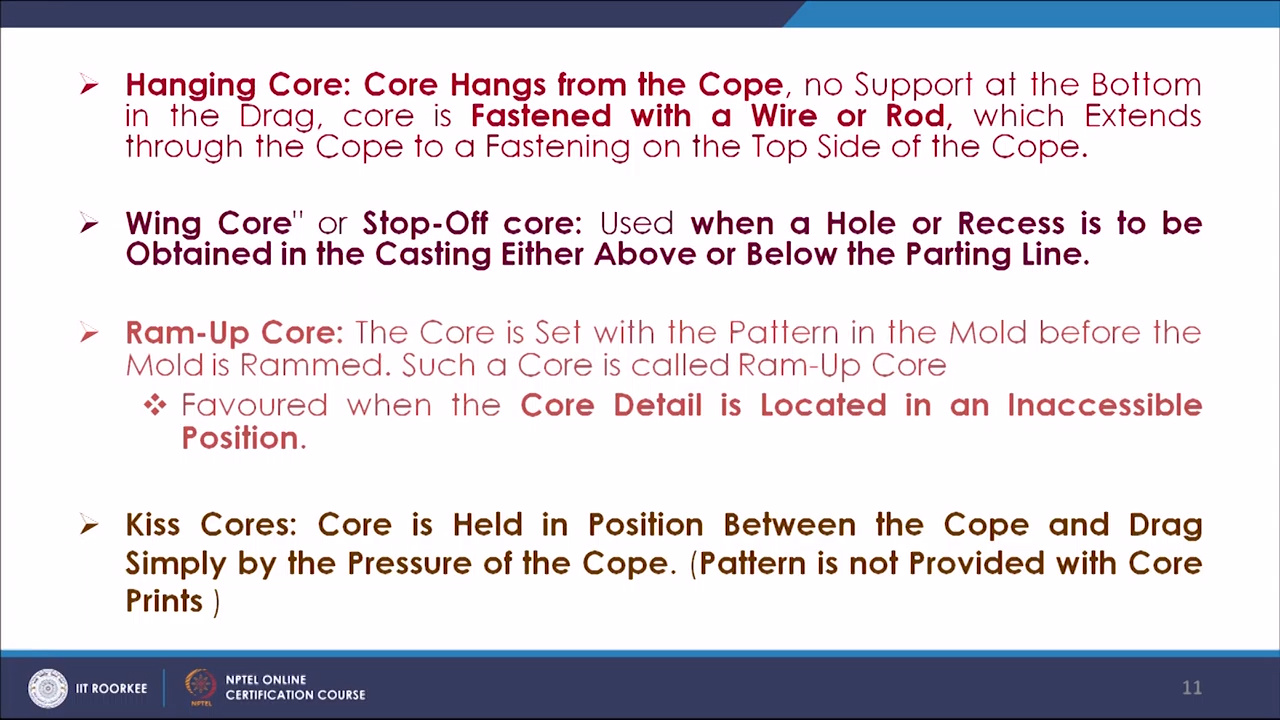 Hanging Core: Core Hangs from the Cope, no Support at the Bottom
in the Drag, core is Fastened with a Wire or Rod, which Extends
through the Cope to a Fastening on the Top Side of the Cope.
Wing Core" or Stop-Off core: Used when a Hole or Recess is to be
Obtained in the Casting Either Above or Below the Parting Line.
Ram-Up Core: The Core is Set with the Pattern in the Mold before the
Mold is Rammed. Such a Core is called Ram-Up Core
Favoured when the Core Detail is Located in an Inaccessible
Position.
Kiss Cores: Core is Held in Position Between the Cope and Drag
Simply by the Pressure of the Cope. (Pattern is not Provided with Core
Prints )
IIT ROORKEE
NPTEL
NPTEL ONLINE
CERTIFICATION COURSE
11